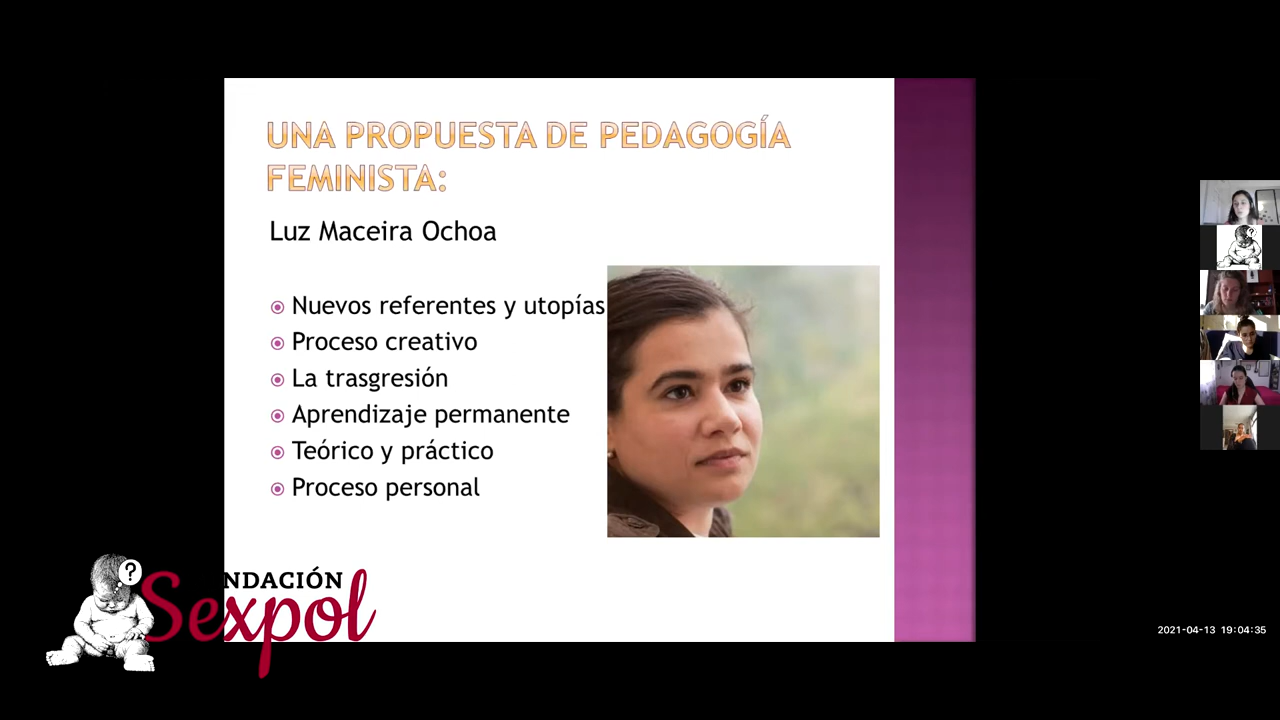 UNA PROPUESTA DE PEDAGOGÍA
FEMINISTA:
Luz Maceira Ochoa
Nuevos referentes y utopías
Proceso creativo
La trasgresión
Aprendizaje permanente
Teórico y práctico
Proceso personal
?
NDACIÓN
Sexpol
2021-04-13 19:04:35